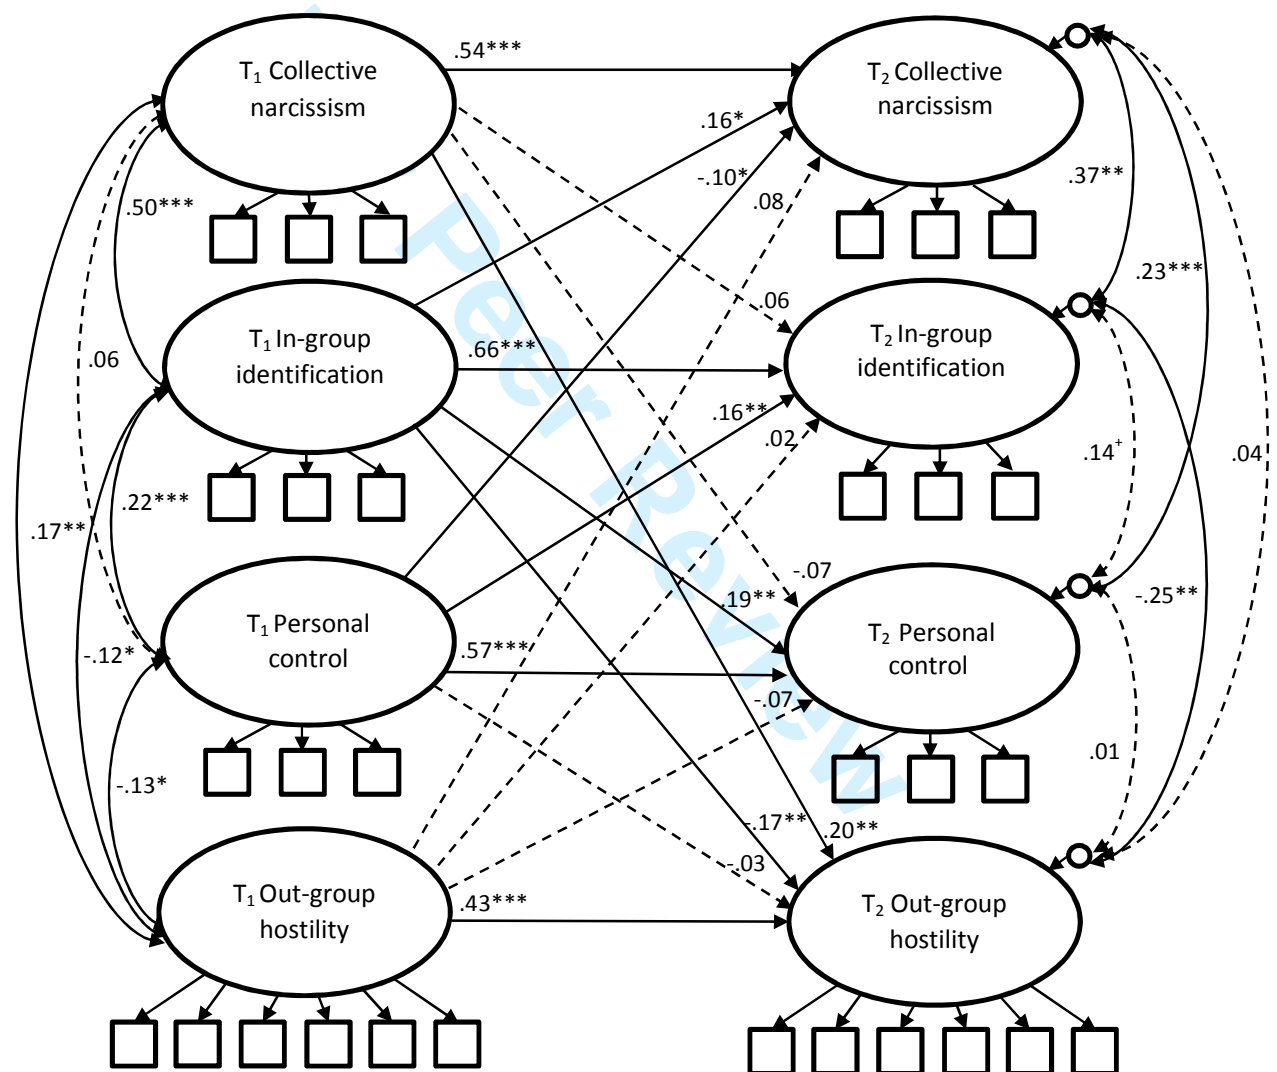 .54***
T₁ Collective
narcissism
T₂ Collective
narcissism
.16*
-.10*
.37**
.50***
.08
.23***
.06
.06
T₁ In-group
identification
.66***
T₂ In-group
identification
.16**
.02
.14⁺
.04
.22***
.17**
-.07
.19**
-.25**
T₁ Personal
control
T₂ Personal
control
.57***
-.12*
-.07
.01
-.13*
-.17**
.20**
-.03
T₁ Out-group
hostility
.43***
T₂ Out-group
hostility
Peer Review